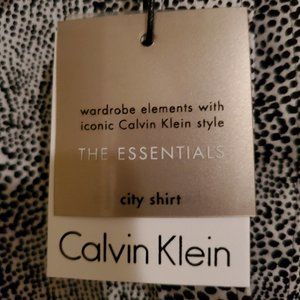 wardrobe elements with
iconic Calvin Klein style
THE ESSENTIALS
city shirt
Calvin Klein